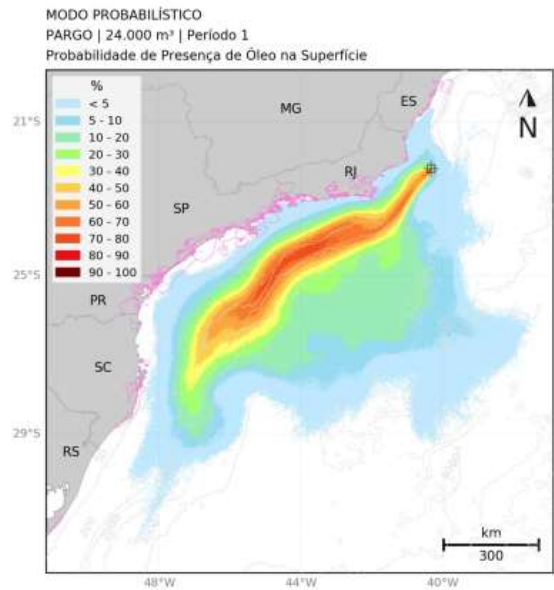 MODO PROBABILÍSTICO
PARGO | 24.000 m³ | Período 1
Probabilidade de Presença de Óleo na Superfície
%
< 5
5 - 10
10 - 20
20 - 30
30 - 40
40 - 50
50 - 60
60 - 70
70 - 80
80 - 90
90 - 100
ES
MG
N
21°S
RJ
SP
25°S
PR
SC
29°S
RS
km
300
48°W
44°W
40°W